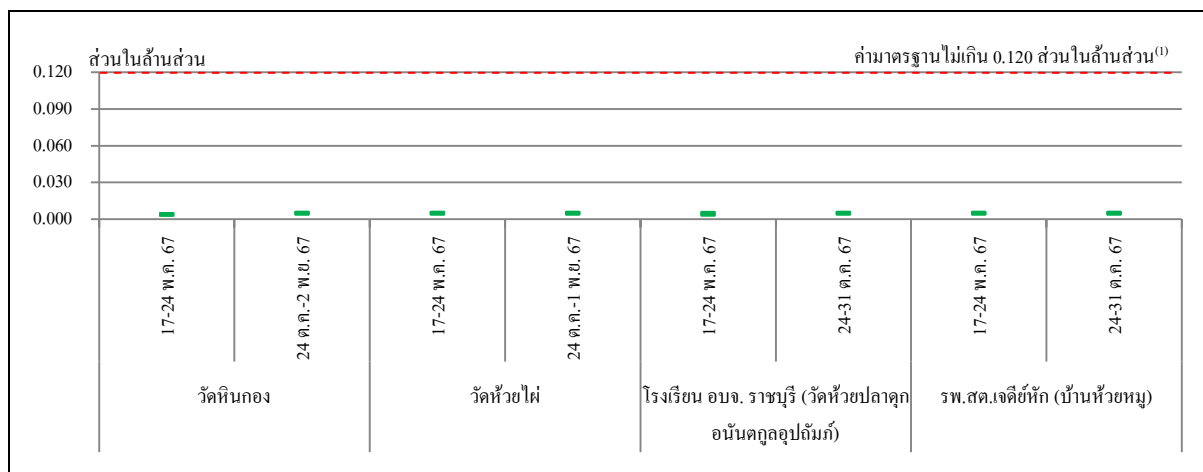 ส่วนในล้านส่วน
ค่ามาตรฐานไม่เกิน 0.120 ส่วนในล้านส่วน(1)
0.120
0.090
0.060
0.030
0.000
17-24 พ.ค. 67
24 ต.ค.-2 พ.ย. 67
17-24 พ.ค. 67
24 ต.ค.-1 พ.ย. 67
17-24 พ.ค. 67
24-31 ต.ค. 67
17-24 พ.ค. 67
24-31 ต.ค. 67
วัดหินกอง
วัดห้วยไผ่
โรงเรียน อบจ. ราชบุรี (วัดห้วยปลาดุก
อนันตกูลอุปถัมภ์)
รพ.สต.เจดีย์หัก (บ้านห้วยหมู)